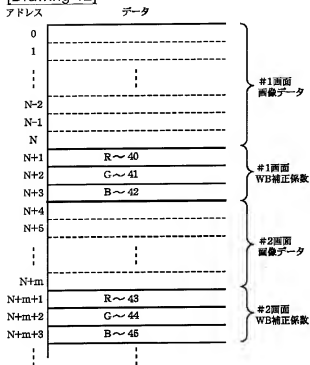 [Drawing 12]
アドレス データ
0
1
N-2
N-1
N
#1画面
画像データ
N+1 R～40
N+2 G～41
N+3 B～42
#1画面
WB補正係数
N+4
N+5
#2画面
画像データ
N+m
N+m+1 R～43
N+m+2 G～44
N+m+3 B～45
#2画面
WB補正係数